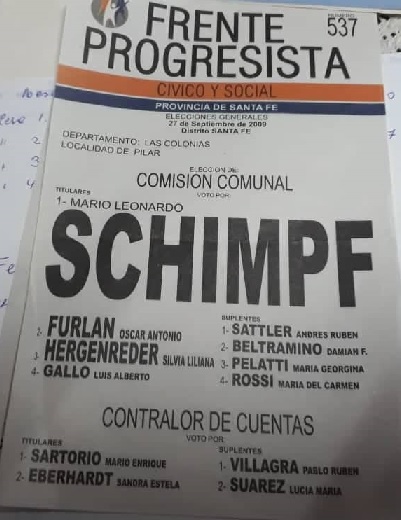 FRENTE
NUMERO
537
PROGRESISTA
CIVICO Y SOCIAL
PROVINCIA DE SANTA FE
ELECCIONES GENERALES
27 de Septiembre de 2009
Distrito SANTA FE
DEPARTAMENTO: LAS COLONIAS
LOCALIDAD DE: PILAR
ELECCION DE:
COMISION COMUNAL
VOTO POR:
TITULARES
1- MARIO LEONARDO
SCHIMPF
2- FURLAN OSCAR ANTONIO
3- HERGENREDER SILVIA LILIANA
4- GALLO LUIS ALBERTO
SUPLENTES
1- SATTLER ANDRES RUBEN
2- BELTRAMINO DAMIAN F.
3- PELATTI MARIA GEORGINA
4- ROSSI MARIA DEL CARMEN
CONTRALOR DE CUENTAS
VOTO POR:
TITULARES
1- SARTORIO MARIO ENRIQUE
2- EBERHARDT SANDRA ESTELA
SUPLENTES
1- VILLAGRA PABLO RUBEN
2- SUAREZ LUCIA MARIA